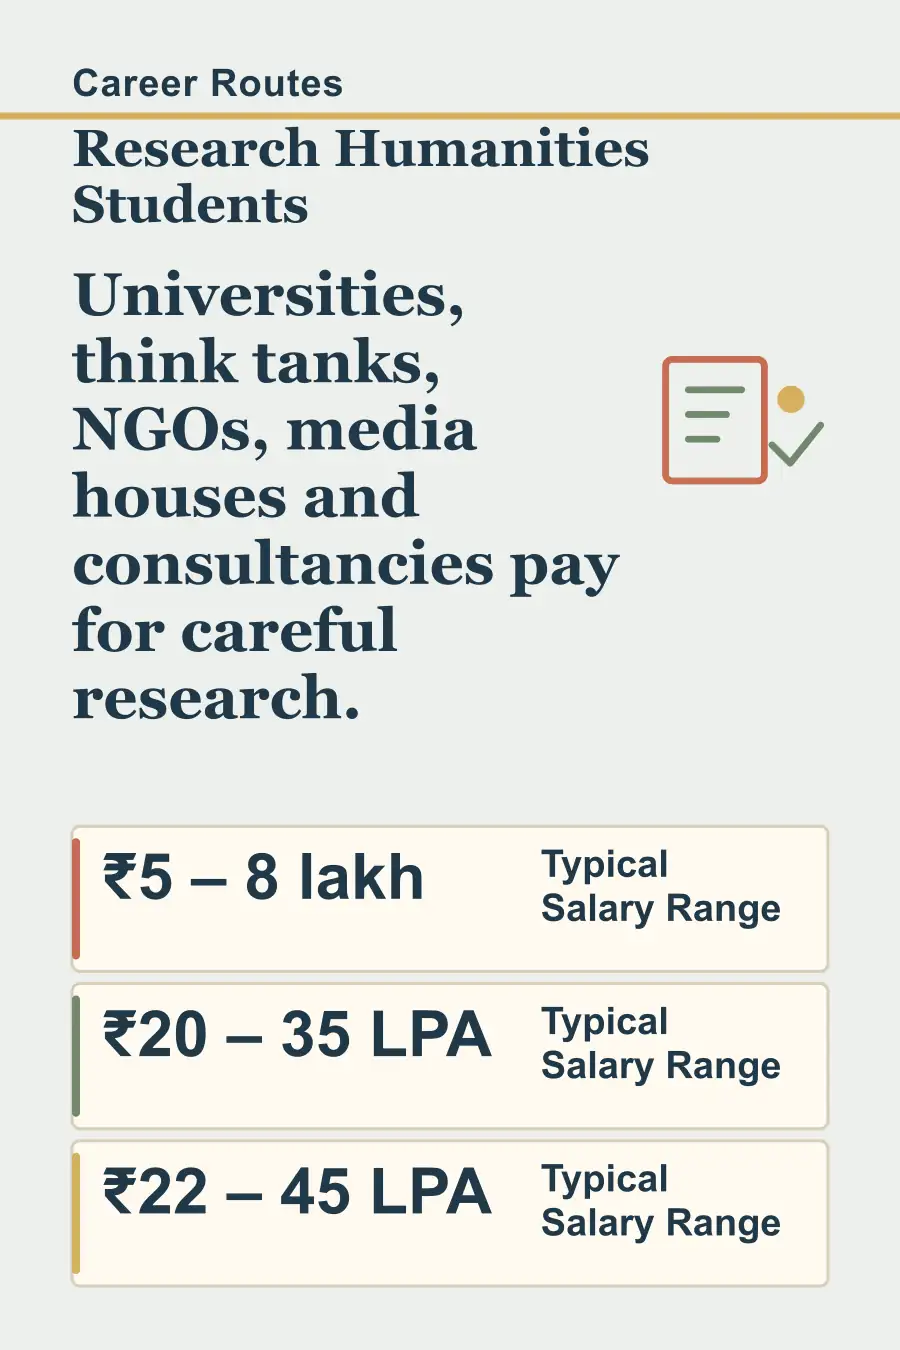 Career Routes
Research Humanities
Students
Universities,
think tanks,
NGOs, media
houses and
consultancies pay
for careful
research.
₹5 – 8 lakh
Typical
Salary Range
₹20 – 35 LPA
Typical
Salary Range
₹22 – 45 LPA
Typical
Salary Range